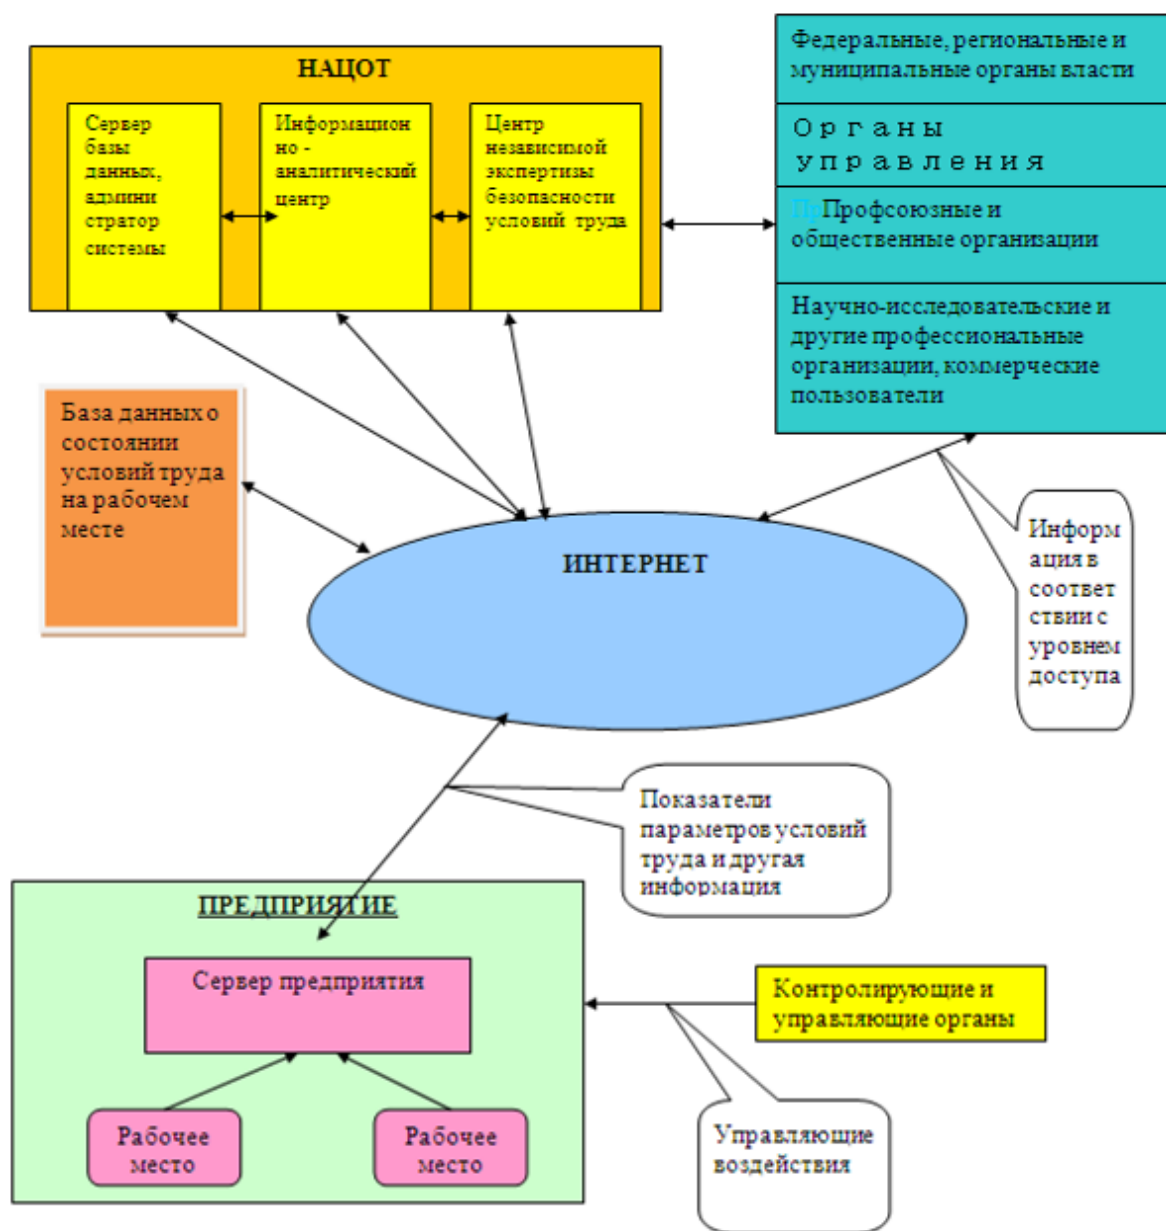 НАЦОТ
Сервер
базы
данных,
админи
стратор
системы
Информацион
но -
аналитический
центр
Центр
независимой
экспертизы
безопасности
условий труда
Федеральные, региональные и
муниципальные органы власти
Органы
управления
ПрПрофсоюзные и
общественные организации
Научно-исследовательские и
другие профессиональные
организации, коммерческие
пользователи
База данных о
состоянии
условий труда
на рабочем
месте
ИНТЕРНЕТ
Информ
ация в
соответ
ствии с
уровнем
доступа
Показатели
параметров условий
труда и другая
информация
ПРЕДПРИЯТИЕ
Сервер предприятия
Рабочее
место
Рабочее
место
Контролирующие и
управляющие органы
Управляющие
воздействия